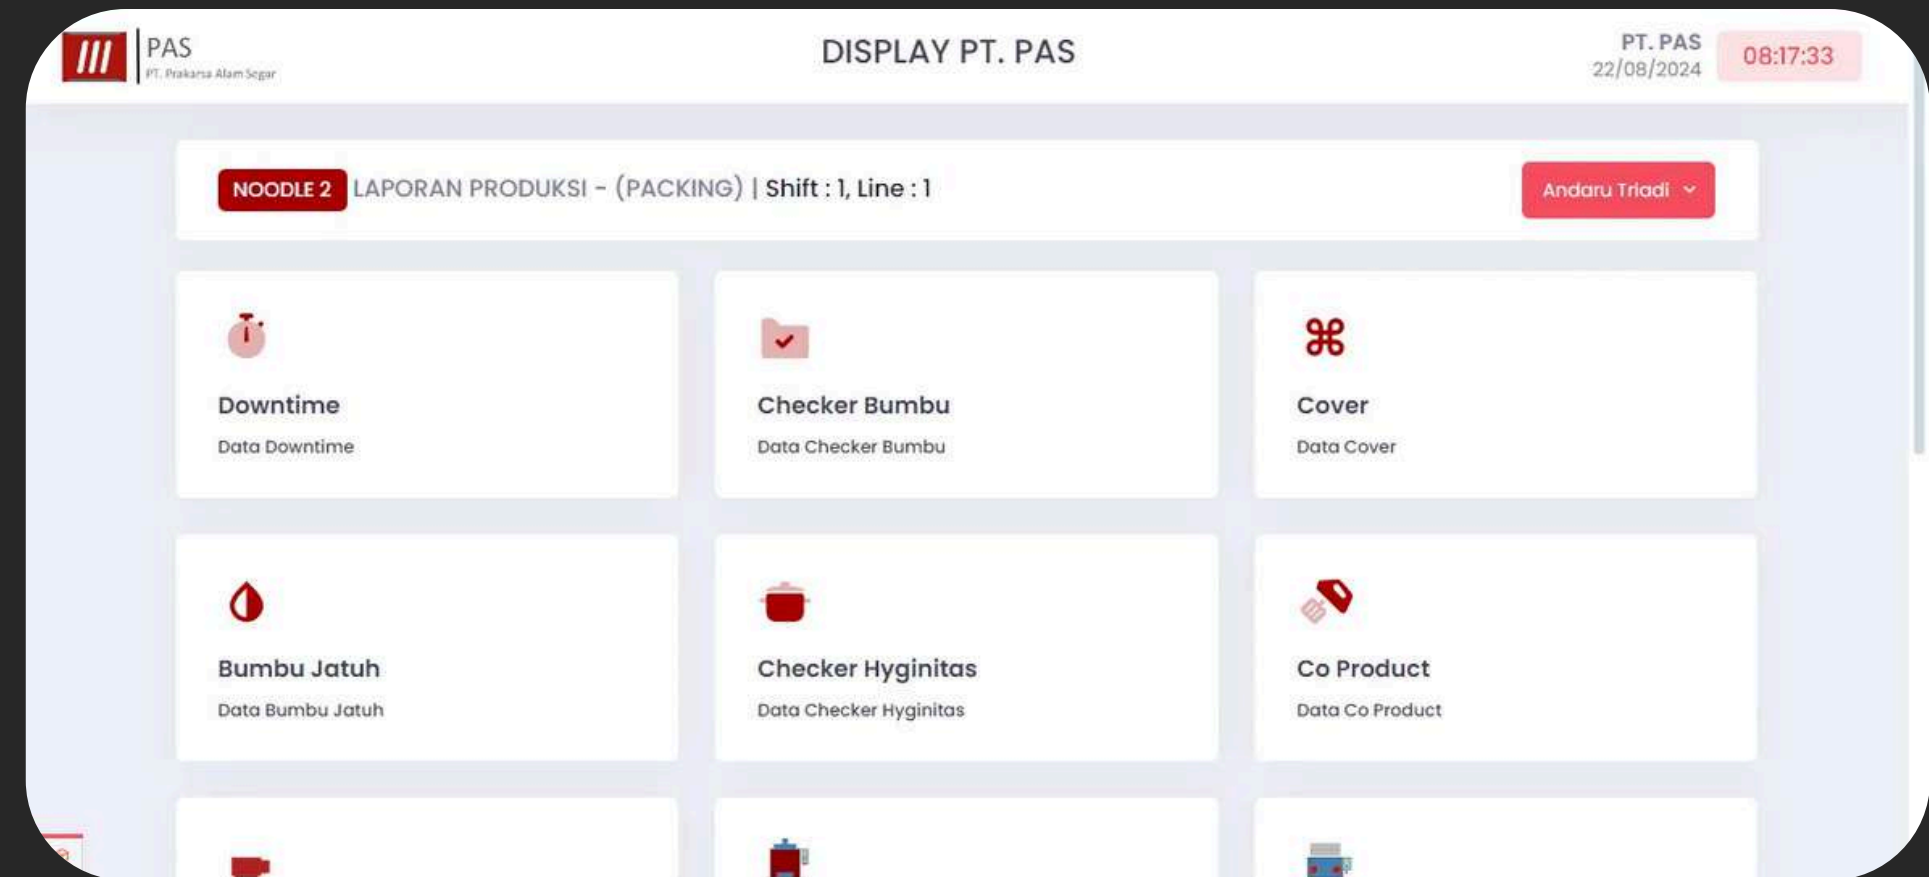 PAS
PT. Prakarsa Alam Segar
DISPLAY PT. PAS
PT. PAS
22/08/2024
08:17:33
NOODLE 2 LAPORAN PRODUKSI - (PACKING) | Shift : 1, Line : 1
Andaru Triadi
Downtime
Data Downtime
Checker Bumbu
Data Checker Bumbu
Cover
Data Cover
Bumbu Jatuh
Data Bumbu Jatuh
Checker Hyginitas
Data Checker Hyginitas
Co Product
Data Co Product